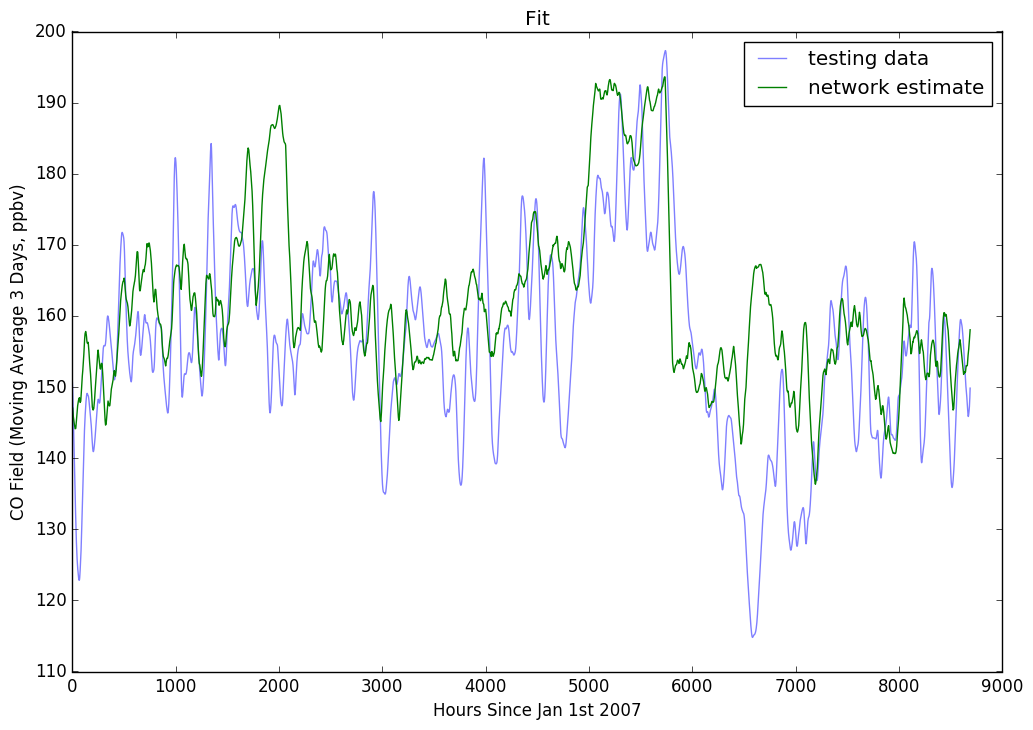 Fit
testing data
network estimate
CO Field (Moving Average 3 Days, ppbv)
200
190
180
170
160
150
140
130
120
110
0 1000 2000 3000 4000 5000 6000 7000 8000 9000
Hours Since Jan 1st 2007